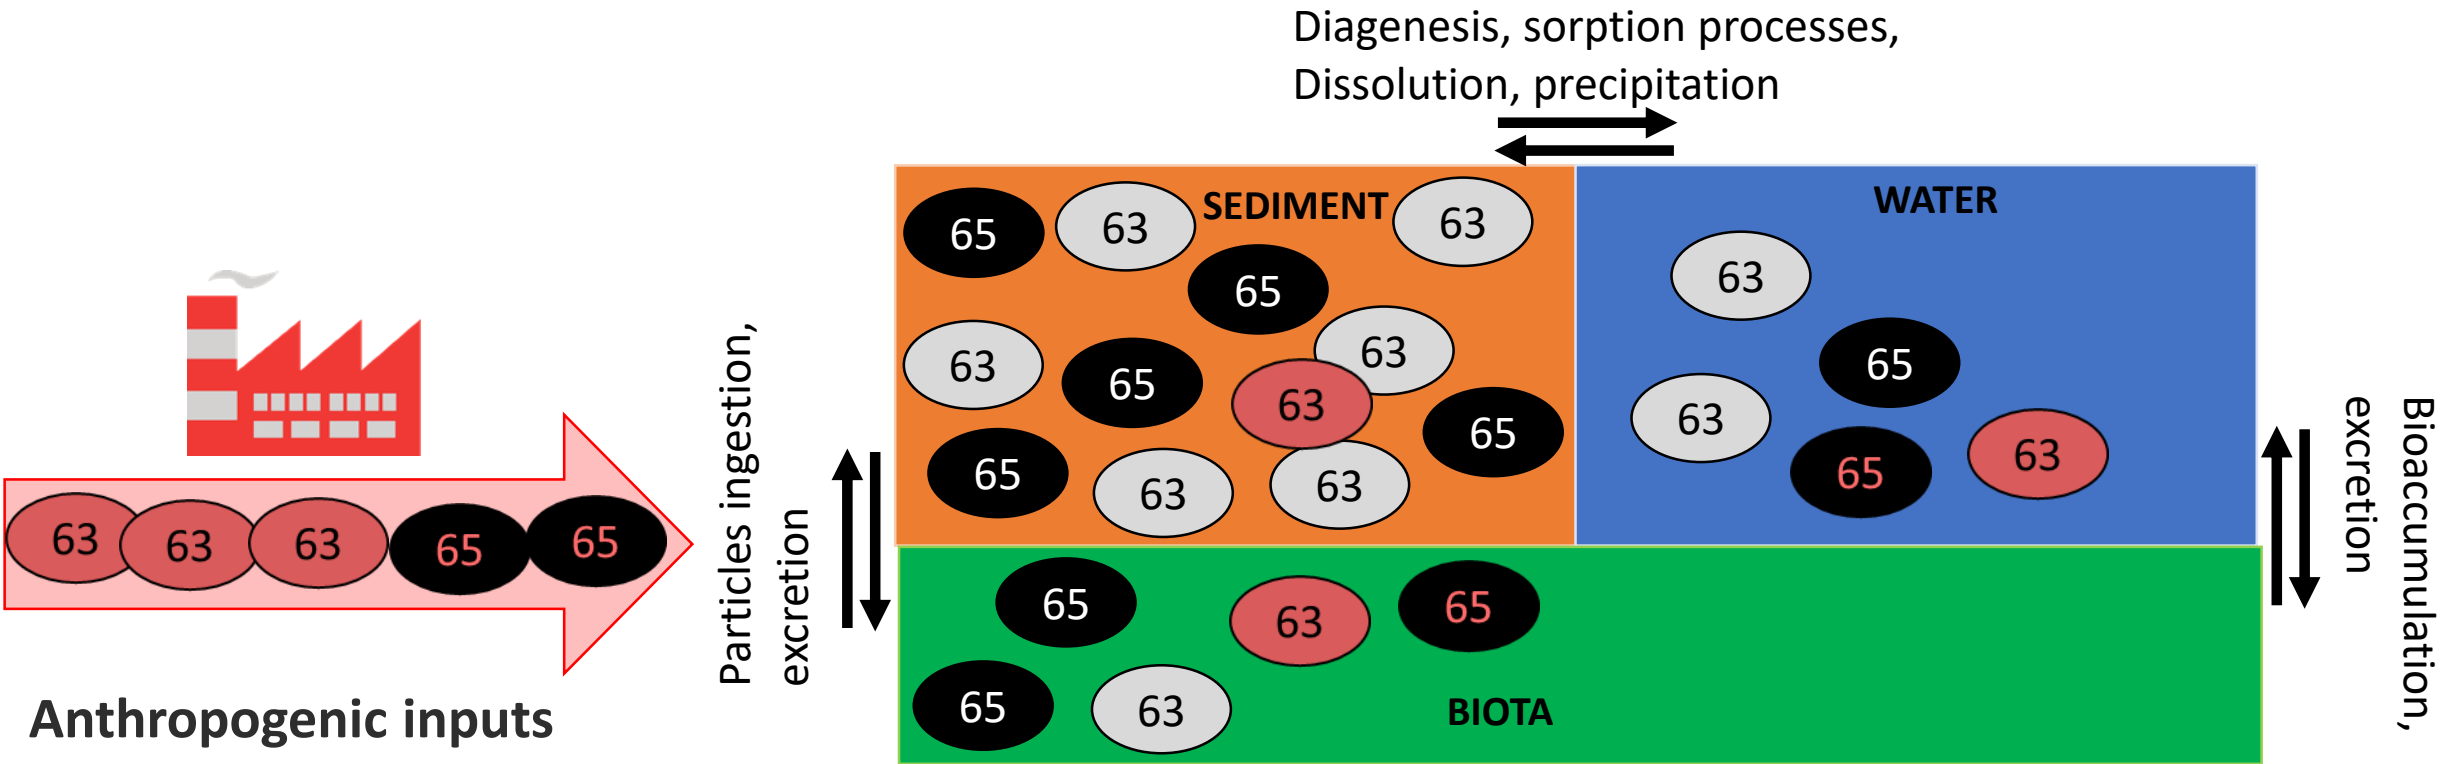 Diagenesis, sorption processes,
Dissolution, precipitation
SEDIMENT
65
63
63
65
63
63
65
63
65
65
63
63
WATER
63
65
63
65
63
63
63
63
65
65
Anthropogenic inputs
Particles ingestion,
excretion
65
63
65
65
63
BIOTA
Bioaccumulation,
excretion